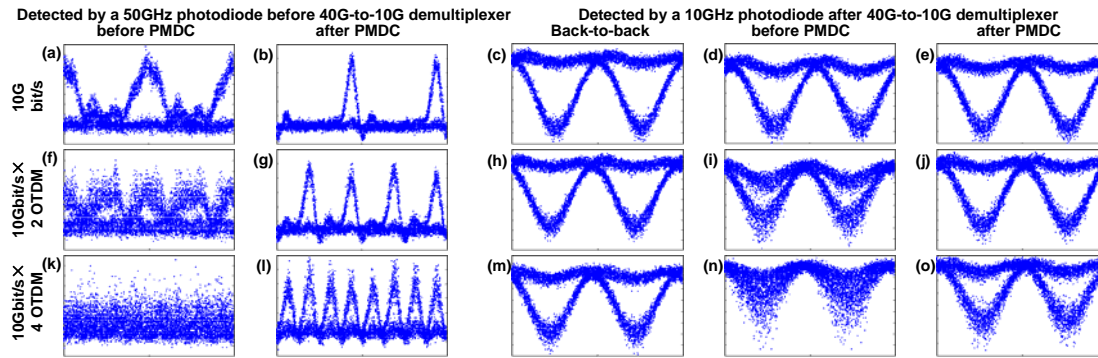 Detected by a 50GHz photodiode before 40G-to-10G demultiplexer
before PMDC
after PMDC
Detected by a 10GHz photodiode after 40G-to-10G demultiplexer
Back-to-back
before PMDC
after PMDC
10G
bit/s
(a)
(b)
(c)
(d)
(e)
10Gbit/s×
2 OTDM
(f)
(g)
(h)
(i)
(j)
10Gbit/s×
4 OTDM
(k)
(l)
(m)
(n)
(o)